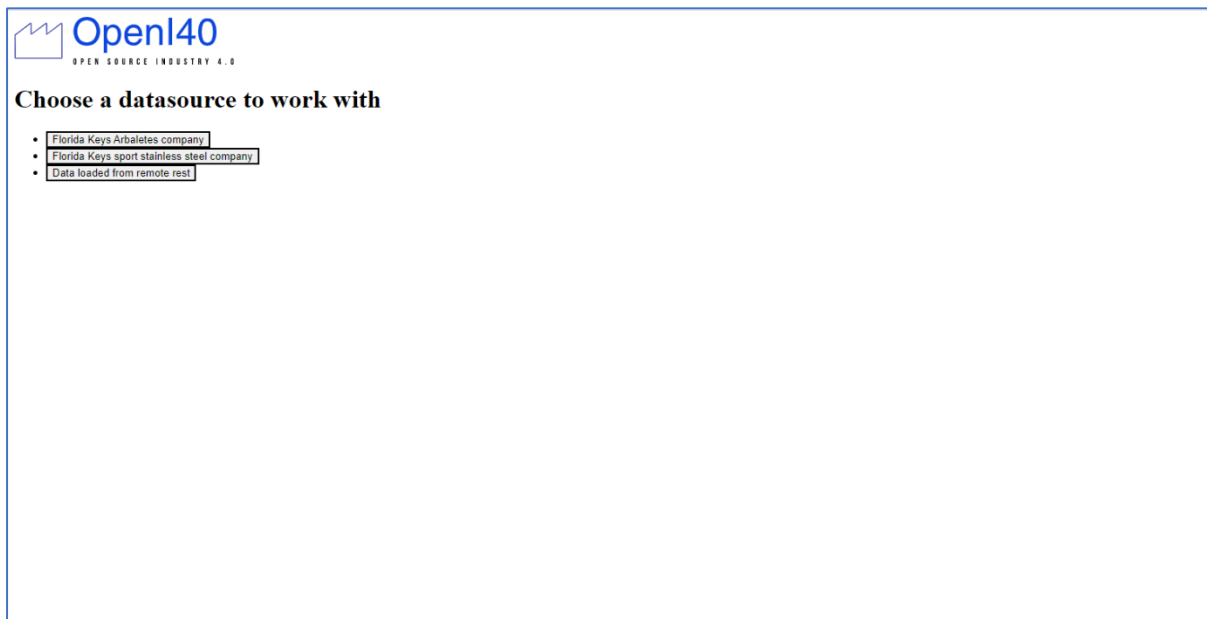 OpenI40
OPEN SOURCE INDUSTRY 4.0
Choose a datasource to work with
Florida Keys Arbaletes company
Florida Keys sport stainless steel company
Data loaded from remote rest